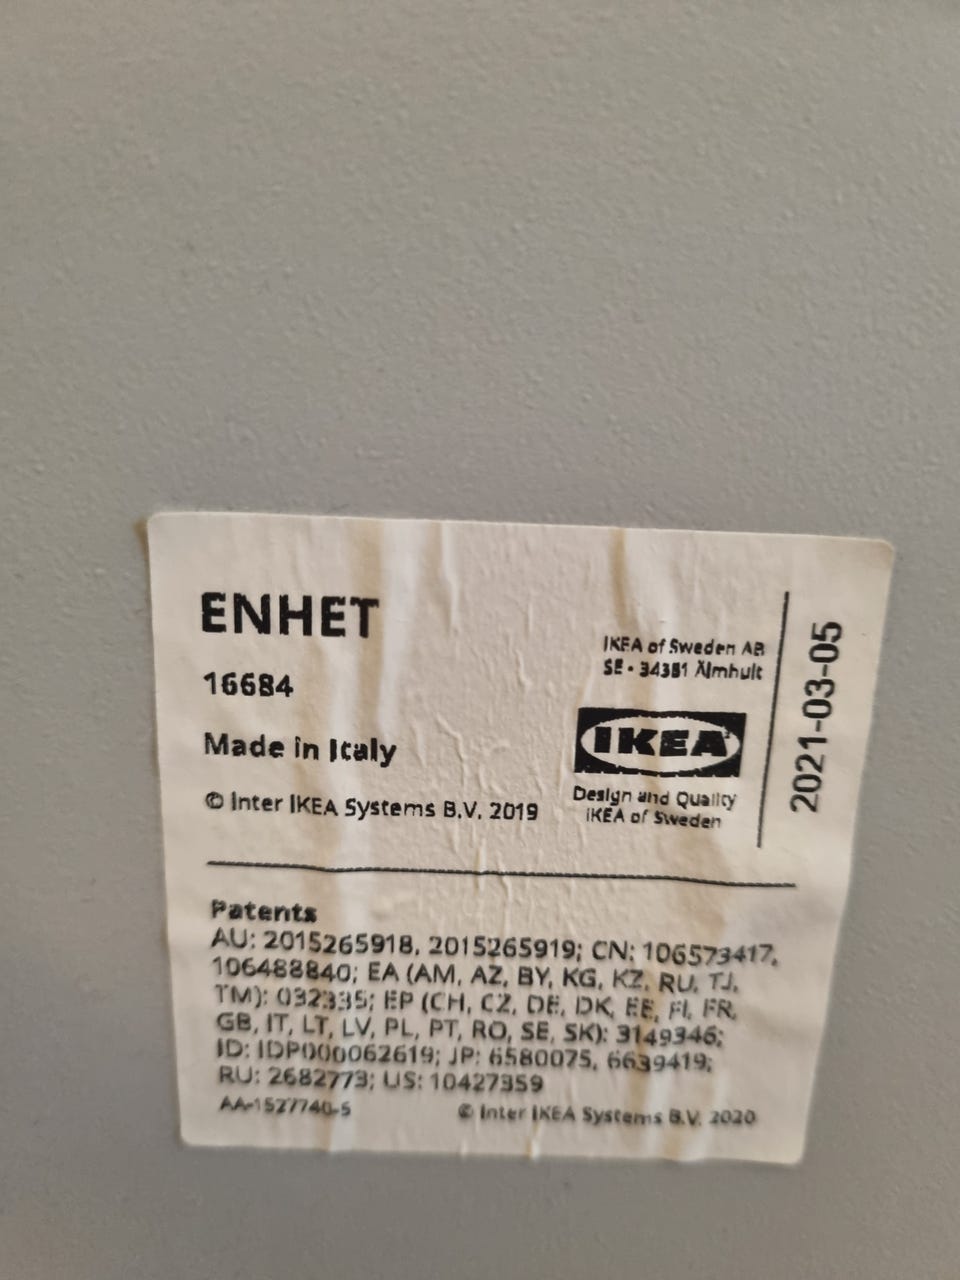 ENHET
16684
Made in Italy
© Inter IKEA Systems B.V. 2019
IKEA of Sweden AB
SE - 34381 Älmhult
IKEA
Design and Quality
IKEA of Sweden
2021-03-05
Patents
AU: 2015265918, 2015265919; CN: 106573417,
106488840; EA (AM, AZ, BY, KG, KZ, RU, TJ,
TM): 032335; EP (CH, CZ, DE, DK, EE, FI, FR,
GB, IT, LT, LV, PL, PT, RO, SE, SK): 3149346;
ID: IDP000062619; JP: 6580075, 6639419;
RU: 2682773; US: 10427359
AA-1527740-5
© Inter IKEA Systems B.V. 2020